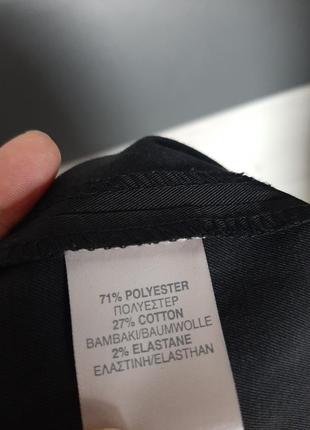 71% POLYESTER
ΠΟΛΥΕΣΤΕΡ
27% COTTON
BAMBAKI/BAUMWOLLE
2% ELASTANE
ΕΛΑΣΤΙΝΗ/ELASTHAN